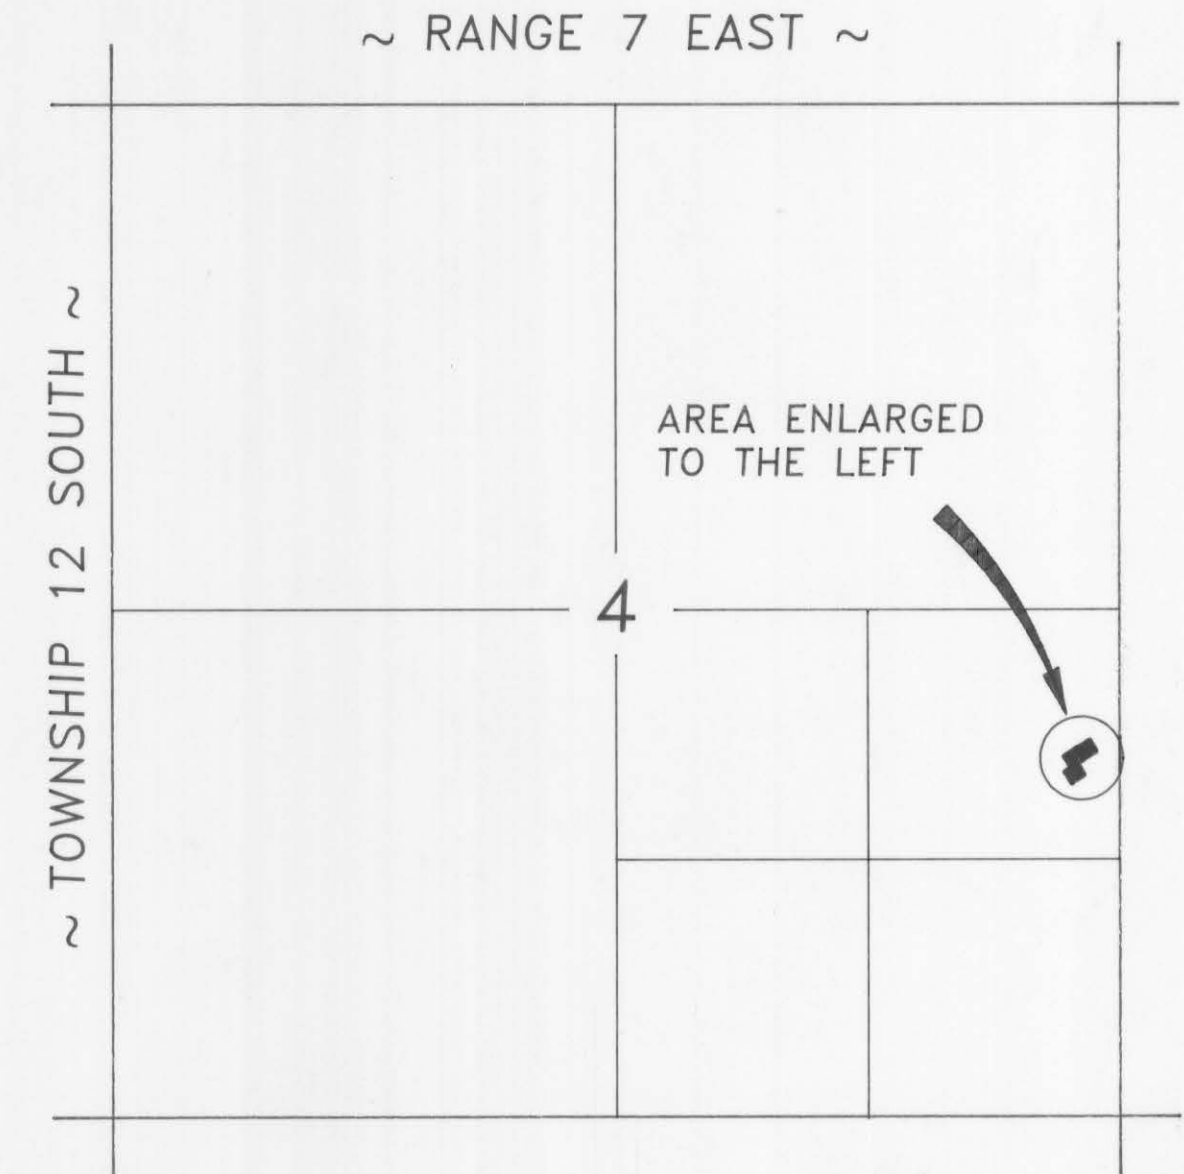 ~ RANGE 7 EAST ~
~ TOWNSHIP 12 SOUTH ~
AREA ENLARGED
TO THE LEFT
4